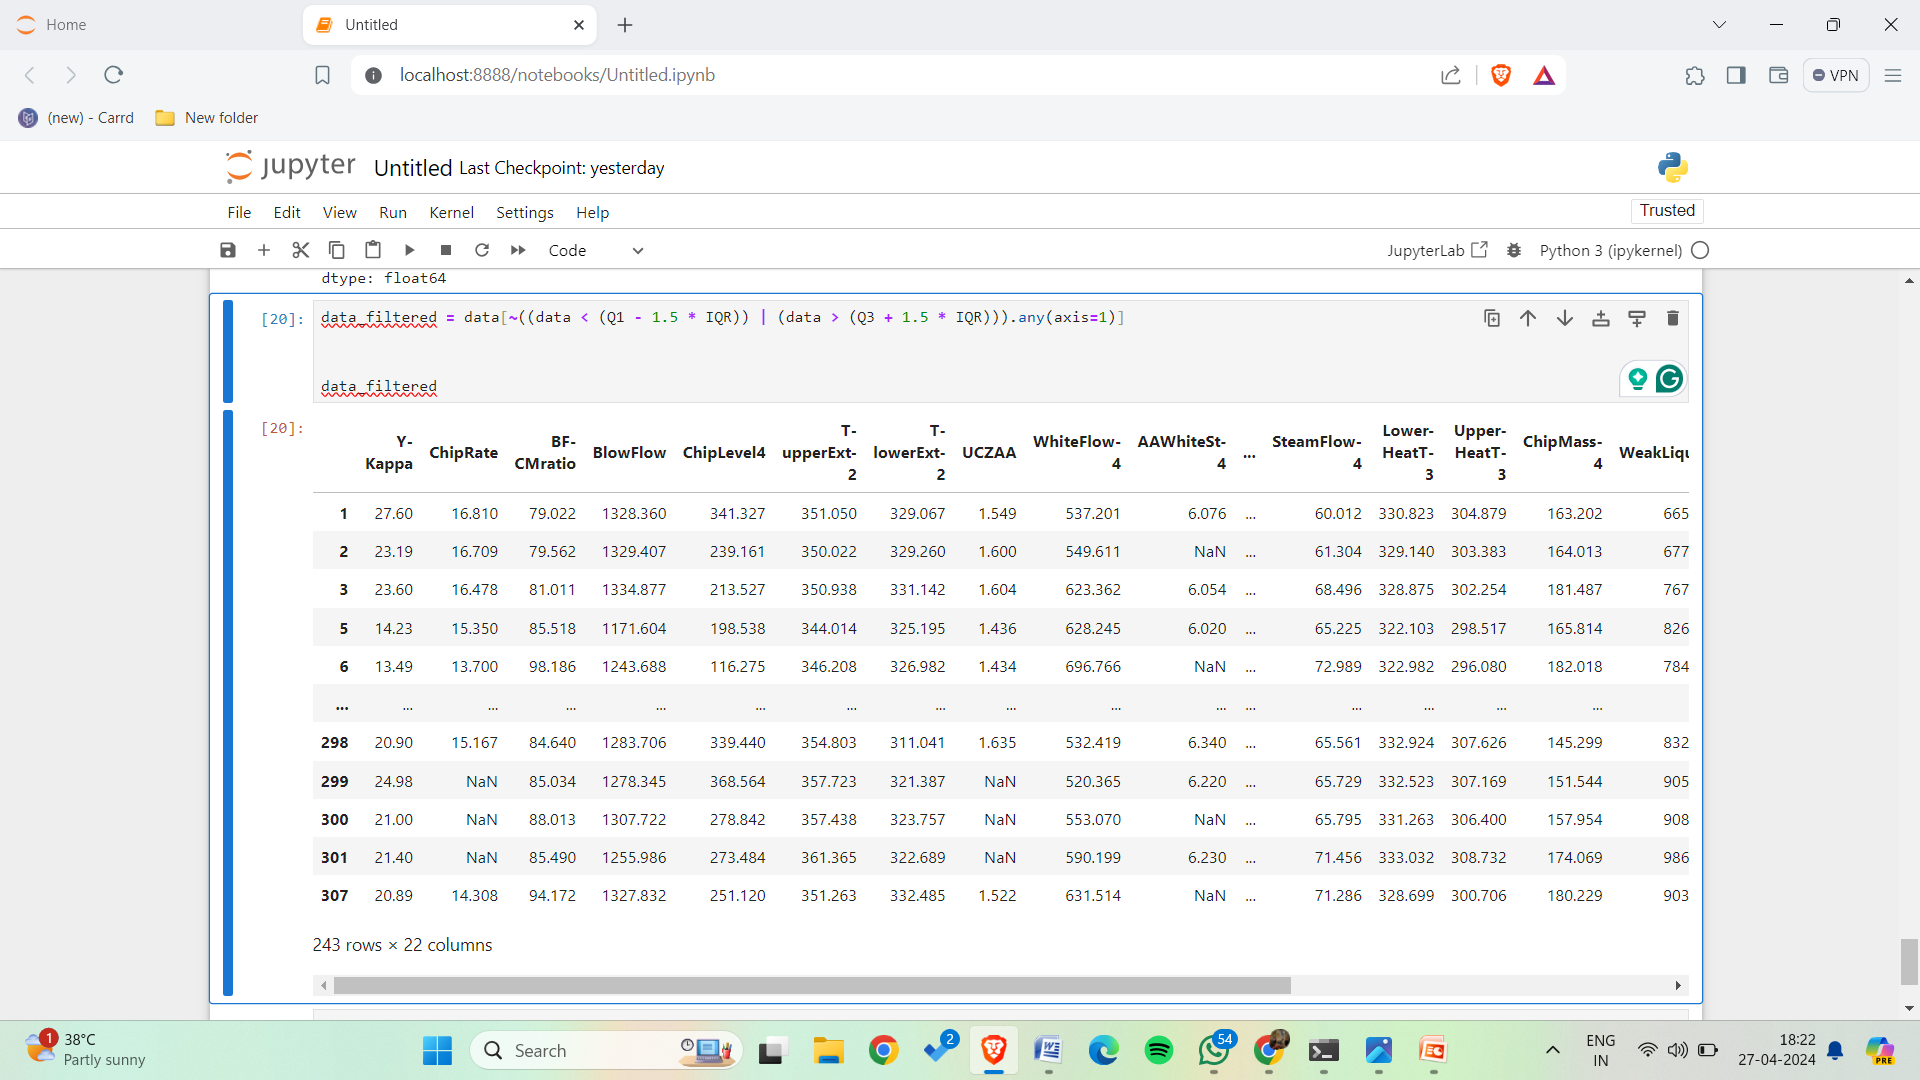 Home
Untitled
localhost:8888/notebooks/Untitled.ipynb
VPN
(new) - Carrd
New folder
jupyter Untitled Last Checkpoint: yesterday
File Edit View Run Kernel Settings Help
Trusted
Code
JupyterLab
Python 3 (ipykernel)
dtype: float64
[20]: data_filtered = data[~((data < (Q1 - 1.5 * IQR)) | (data > (Q3 + 1.5 * IQR))).any(axis=1)]
data_filtered
[20]:
Y-Kappa ChipRate BF-CMratio BlowFlow ChipLevel4 T-upperExt-2 T-lowerExt-2 UCZAA WhiteFlow-4 AAWhiteSt-4 ... SteamFlow-4 Lower-HeatT-3 Upper-HeatT-3 ChipMass-4 WeakLiqu
1 27.60 16.810 79.022 1328.360 341.327 351.050 329.067 1.549 537.201 6.076 ... 60.012 330.823 304.879 163.202 665
2 23.19 16.709 79.562 1329.407 239.161 350.022 329.260 1.600 549.611 NaN ... 61.304 329.140 303.383 164.013 677
3 23.60 16.478 81.011 1334.877 213.527 350.938 331.142 1.604 623.362 6.054 ... 68.496 328.875 302.254 181.487 767
5 14.23 15.350 85.518 1171.604 198.538 344.014 325.195 1.436 628.245 6.020 ... 65.225 322.103 298.517 165.814 826
6 13.49 13.700 98.186 1243.688 116.275 346.208 326.982 1.434 696.766 NaN ... 72.989 322.982 296.080 182.018 784
... ... ... ... ... ... ... ... ... ... ... ... ... ... ... ...
298 20.90 15.167 84.640 1283.706 339.440 354.803 311.041 1.635 532.419 6.340 ... 65.561 332.924 307.626 145.299 832
299 24.98 NaN 85.034 1278.345 368.564 357.723 321.387 NaN 520.365 6.220 ... 65.729 332.523 307.169 151.544 905
300 21.00 NaN 88.013 1307.722 278.842 357.438 323.757 NaN 553.070 NaN ... 65.795 331.263 306.400 157.954 908
301 21.40 NaN 85.490 1255.986 273.484 361.365 322.689 NaN 590.199 6.230 ... 71.456 333.032 308.732 174.069 986
307 20.89 14.308 94.172 1327.832 251.120 351.263 332.485 1.522 631.514 NaN ... 71.286 328.699 300.706 180.229 903
243 rows × 22 columns
1
38°C
Partly sunny
Search
2
54
ENG
IN
18:22
27-04-2024
PRE